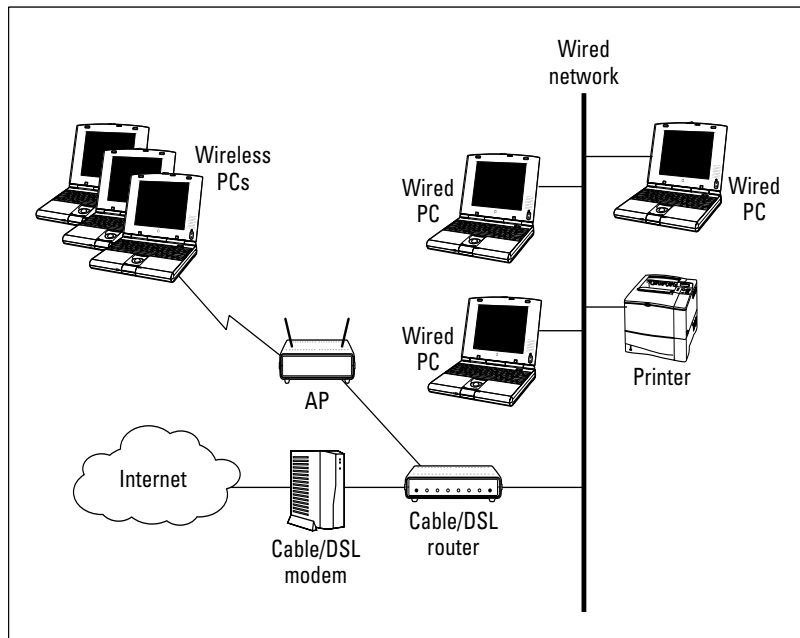 Wired
network
Wireless
PCs
Wired
PC
Wired
PC
Wired
PC
Printer
AP
Internet
Cable/DSL
modem
Cable/DSL
router